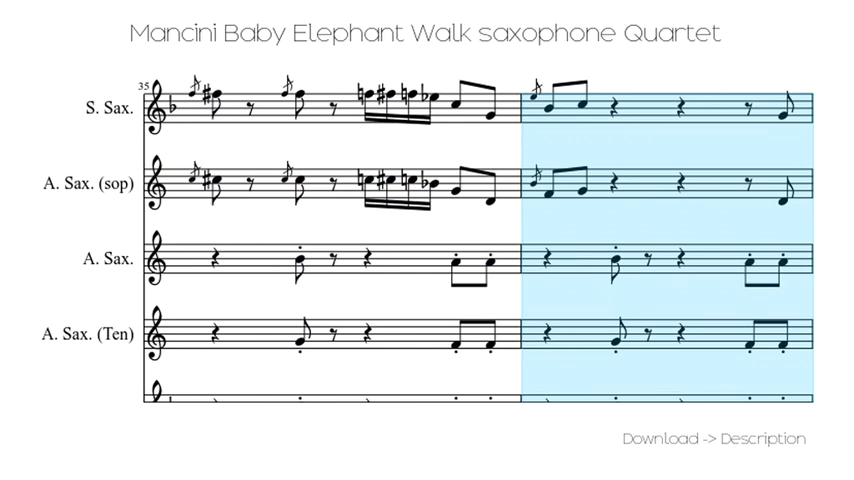 Mancini Baby Elephant Walk saxophone Quartet
35
S. Sax.
A. Sax. (sop)
A. Sax.
A. Sax. (Ten)
Download -> Description